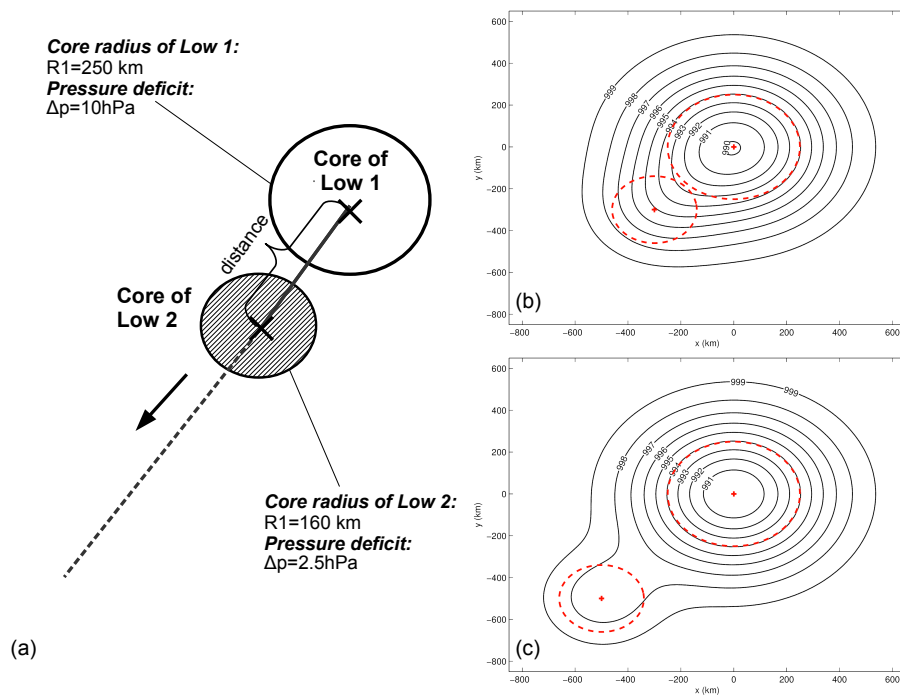 Core radius of Low 1:
R1=250 km
Pressure deficit:
Δp=10hPa
Core of
Low 1
distance
Core of
Low 2
Core radius of Low 2:
R1=160 km
Pressure deficit:
Δp=2.5hPa
(a)
600
400
200
0
−200
−400
−600
−800
y (km)
999
998
997
996
995
994
993
992
991
990
(b)
−800
−600
−400
−200
0
200
400
600
800
x (km)
600
400
200
0
−200
−400
−600
−800
y (km)
999
999
998
997
996
995
994
993
992
991
(c)
−800
−600
−400
−200
0
200
400
600
800
x (km)